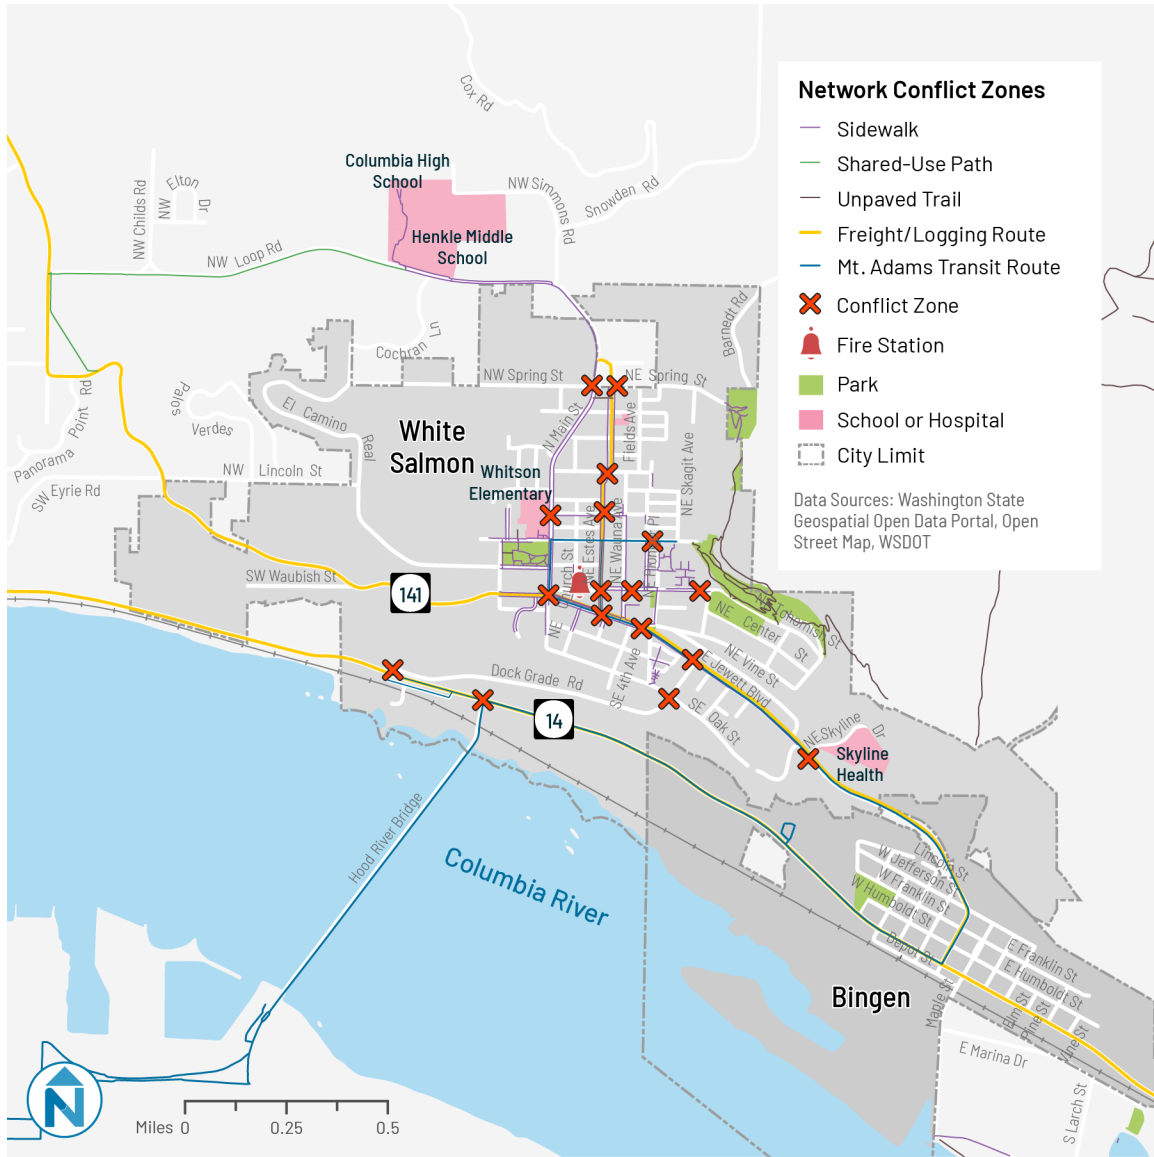 Network Conflict Zones
Sidewalk
Shared-Use Path
Unpaved Trail
Freight/Logging Route
Mt. Adams Transit Route
Conflict Zone
Fire Station
Park
School or Hospital
City Limit
Data Sources: Washington State
Geospatial Open Data Portal, Open
Street Map, WSDOT
Cox Rd
Columbia High
School
NW Simmons Rd
Snowden Rd
NW Childs Rd
NW Elton Dr
Henkle Middle
School
NW Loop Rd
Barnedt Rd
Cochran Ln
NW Spring St
NE Spring St
Point Rd
Palos
Verdes
El Camino
Real
N Main St
Fields Ave
NE Skagit Ave
White
Salmon
Whitson
Elementary
Panorama
NW Lincoln St
SW Eyrie Rd
NE Estes Ave
NE Wauna Ave
SW Waubish St
141
NE Center St
NE Vine St
E Jewett Blvd
Dock Grade Rd
SE 4th Ave
SE Oak St
14
NE Skyline Dr
Skyline
Health
Hood River Bridge
Columbia River
Lincoln St
W Jefferson St
W Franklin St
W Humboldt St
Depot St
E Franklin St
E Humboldt St
Bingen
Maple St
Elm St
Pine St
E Marina Dr
S Larch St
N
Miles 0 0.25 0.5